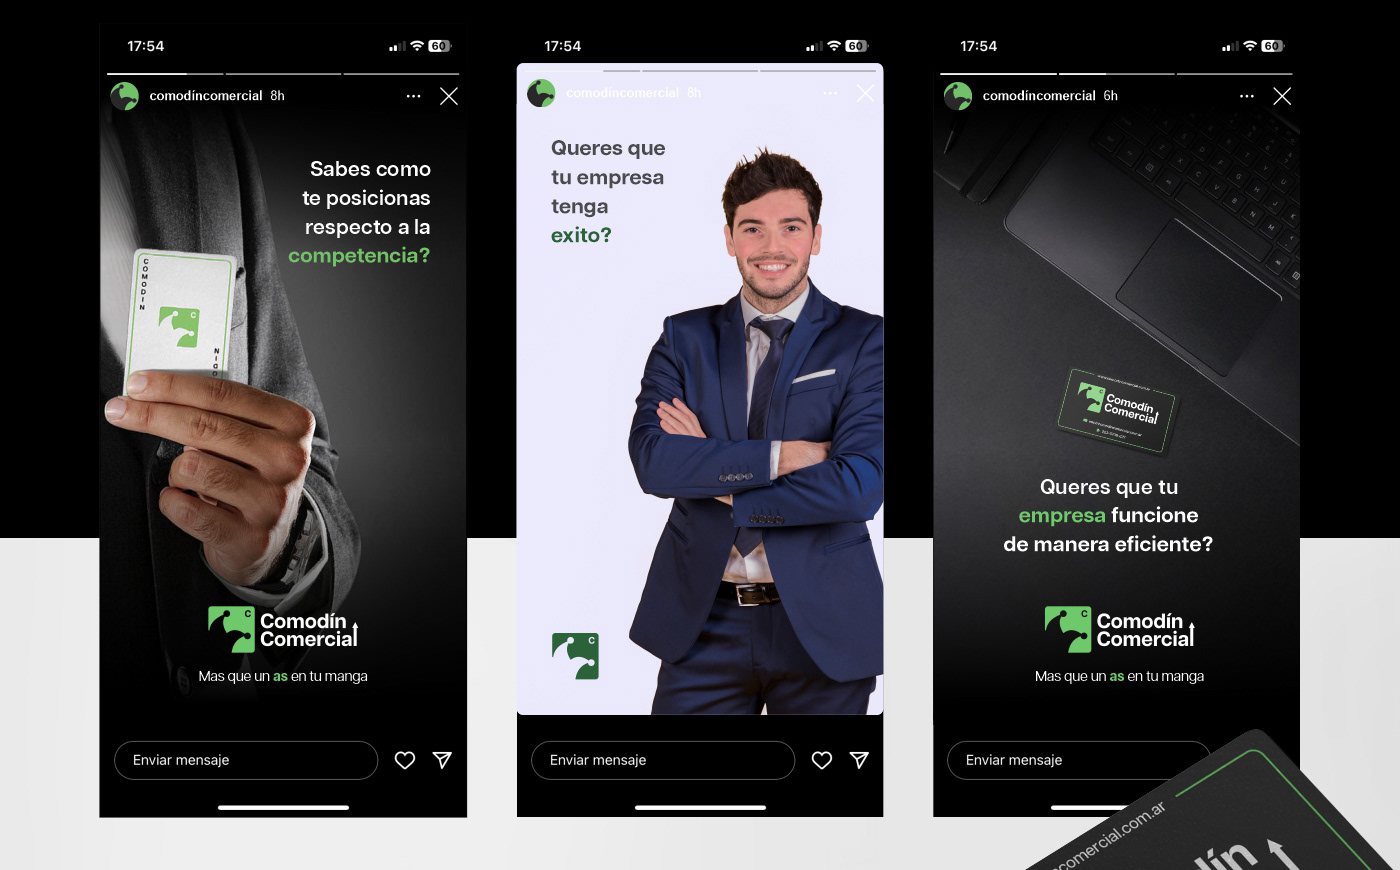 17:54
60
comodíncomercial 8h
Sabes como
te posicionas
respecto a la
competencia?
COMODIN
C
Comodín
Comercial
Mas que un as en tu manga
Enviar mensaje
17:54
60
comodíncomercial 8h
Queres que
tu empresa
tenga
exito?
C
Enviar mensaje
17:54
60
comodíncomercial 6h
Comodín
Comercial
Queres que tu
empresa funcione
de manera eficiente?
C
Comodín
Comercial
Mas que un as en tu manga
Enviar mensaje
comercial.com.ar
dín